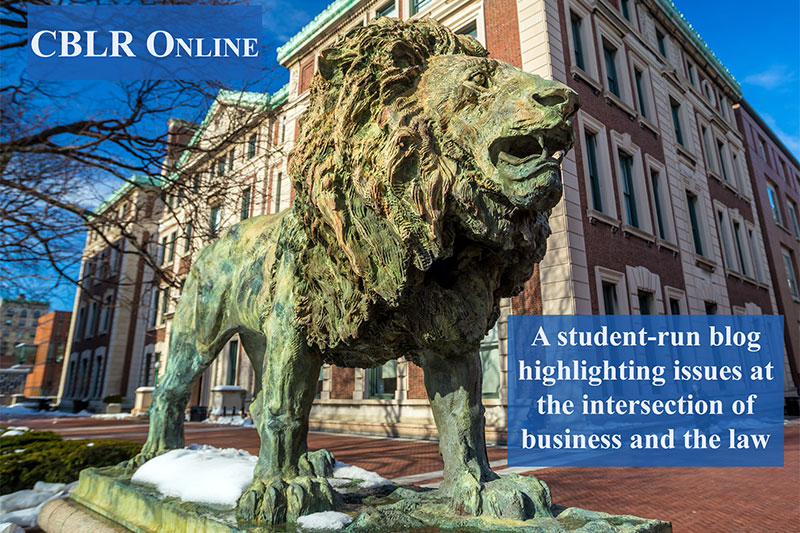 CBLR Online
A student-run blog
highlighting issues at
the intersection of
business and the law